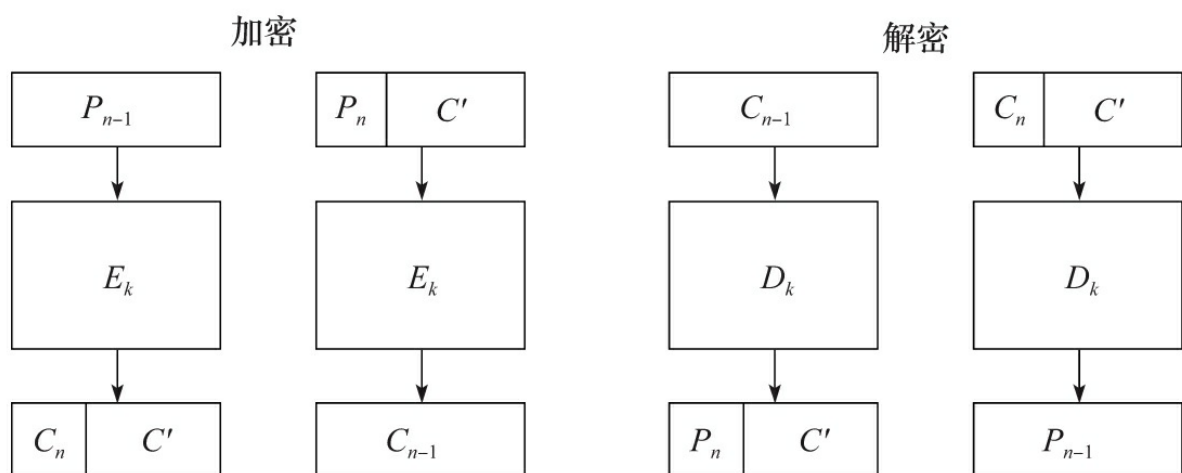 加密 解密
P_{n-1} P_n C' C_{n-1} C_n C'
E_k E_k D_k D_k
C_n C' C_{n-1} P_n C' P_{n-1}